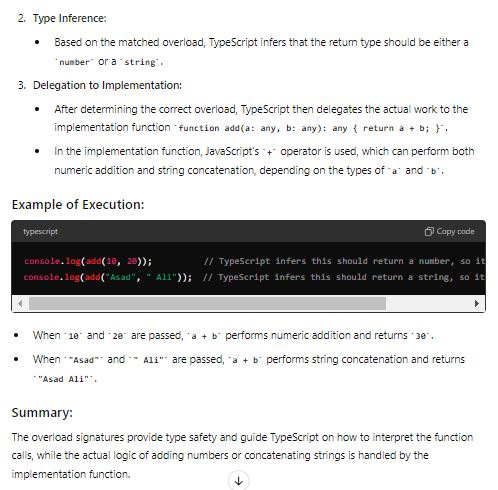 2. Type Inference:
• Based on the matched overload, TypeScript infers that the return type should be either a
`number` or a `string`.
3. Delegation to Implementation:
• After determining the correct overload, TypeScript then delegates the actual work to the
implementation function `function add(a: any, b: any): any { return a + b; }`.
• In the implementation function, JavaScript's `+` operator is used, which can perform both
numeric addition and string concatenation, depending on the types of `a` and `b`.
Example of Execution:
typescript Copy code
console.log(add(10, 20)); // TypeScript infers this should return a number, so it
console.log(add("Asad", " Ali")); // TypeScript infers this should return a string, so it
• When `10` and `20` are passed, `a + b` performs numeric addition and returns `30`.
• When `"Asad"` and `" Ali"` are passed, `a + b` performs string concatenation and returns
`"Asad Ali"`.
Summary:
The overload signatures provide type safety and guide TypeScript on how to interpret the function
calls, while the actual logic of adding numbers or concatenating strings is handled by the
implementation function.